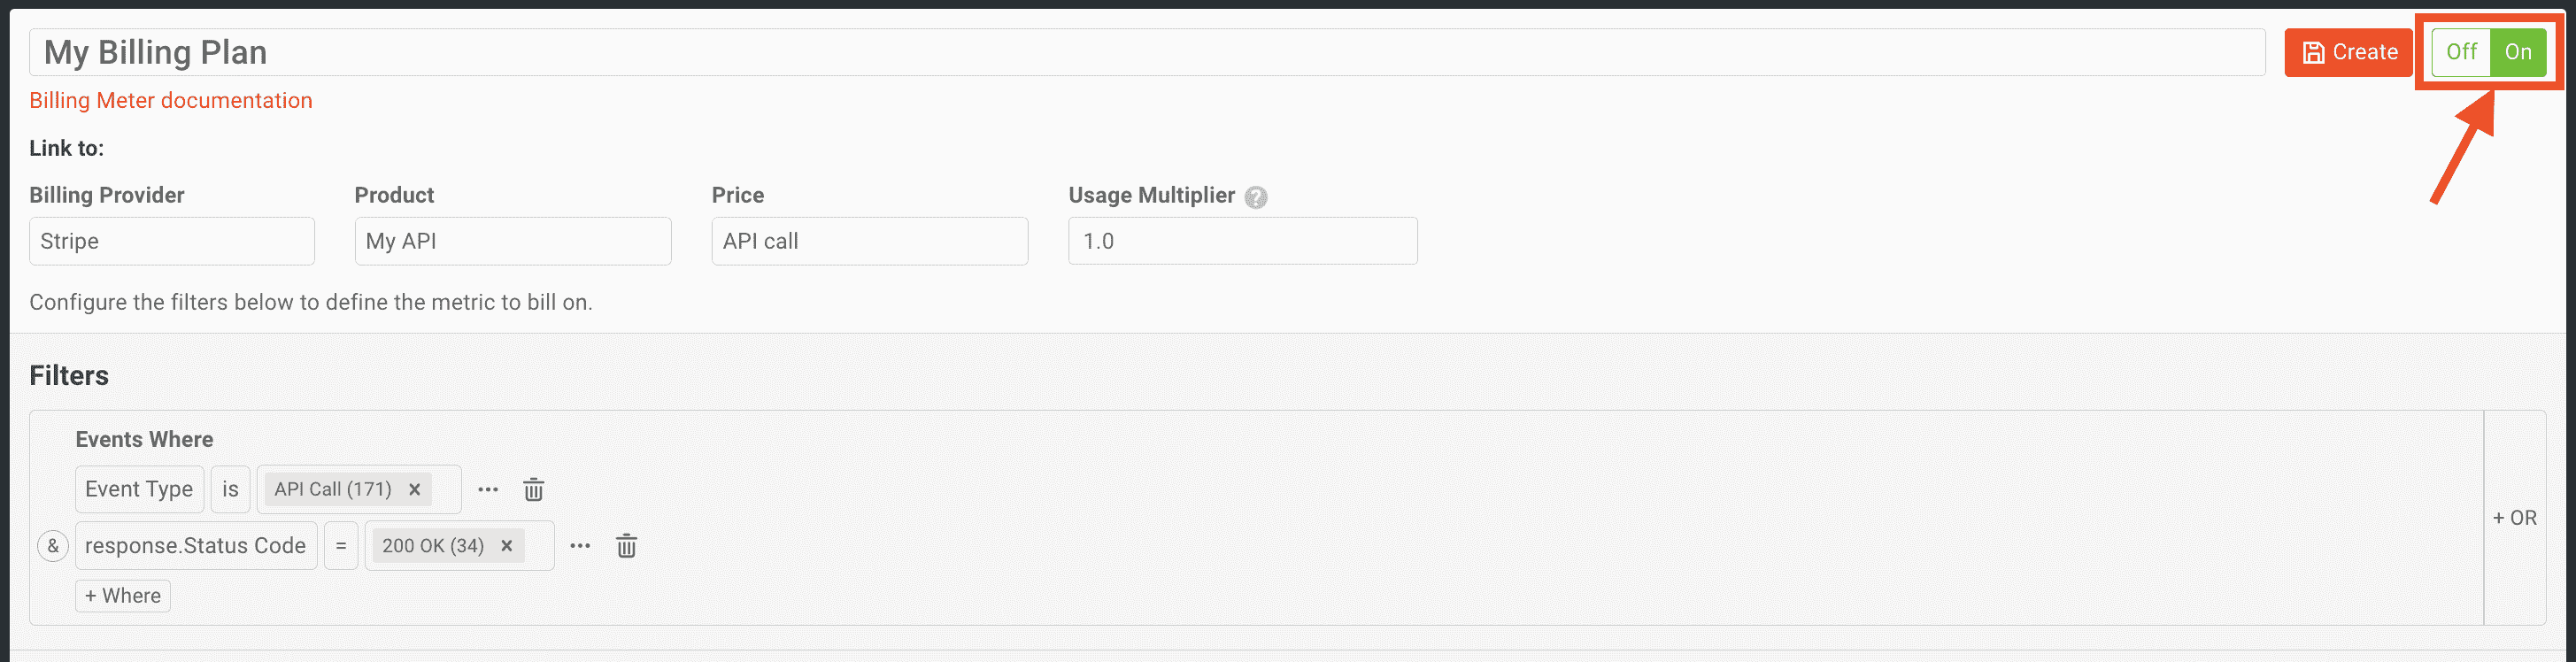 My Billing Plan
Create
Off On
Billing Meter documentation
Link to:
Billing Provider Product Price Usage Multiplier ?
Stripe My API API call 1.0
Configure the filters below to define the metric to bill on.
Filters
Events Where
Event Type is API Call (171) ×
& response.Status Code = 200 OK (34) ×
+ Where
+ OR